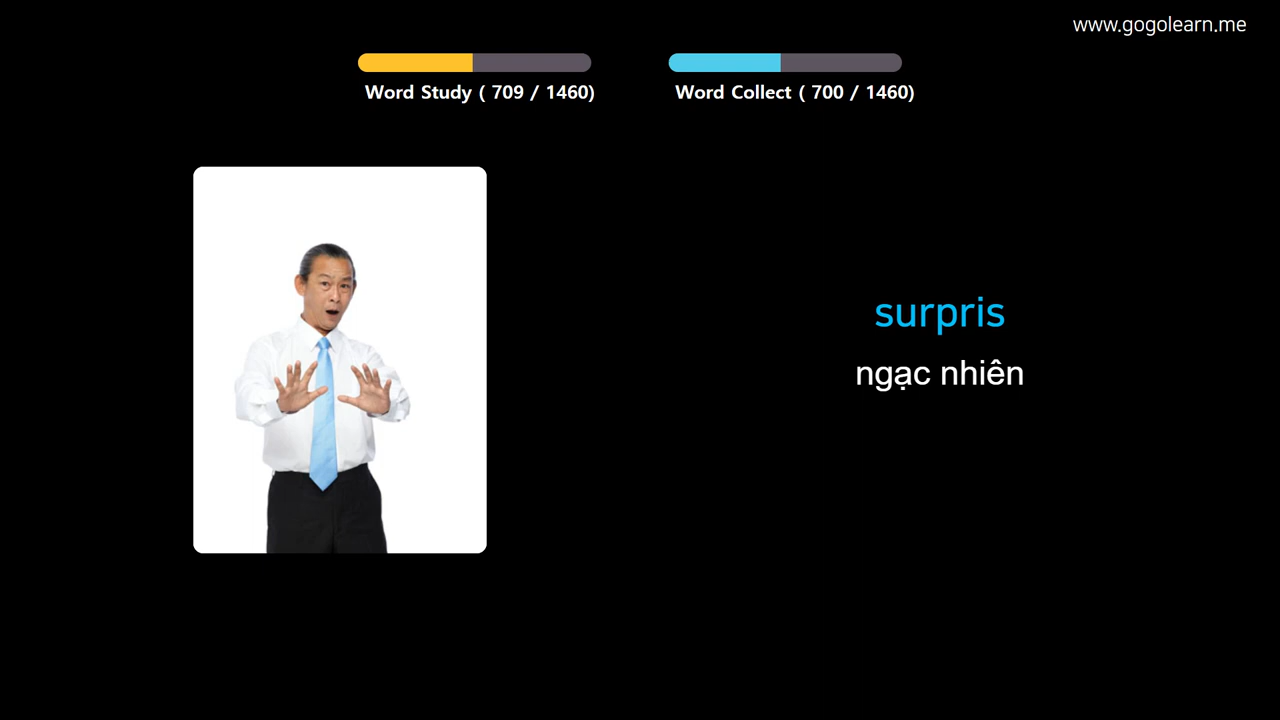 www.gogolearn.me
Word Study ( 709 / 1460)
Word Collect ( 700 / 1460)
surpris
ngạc nhiên